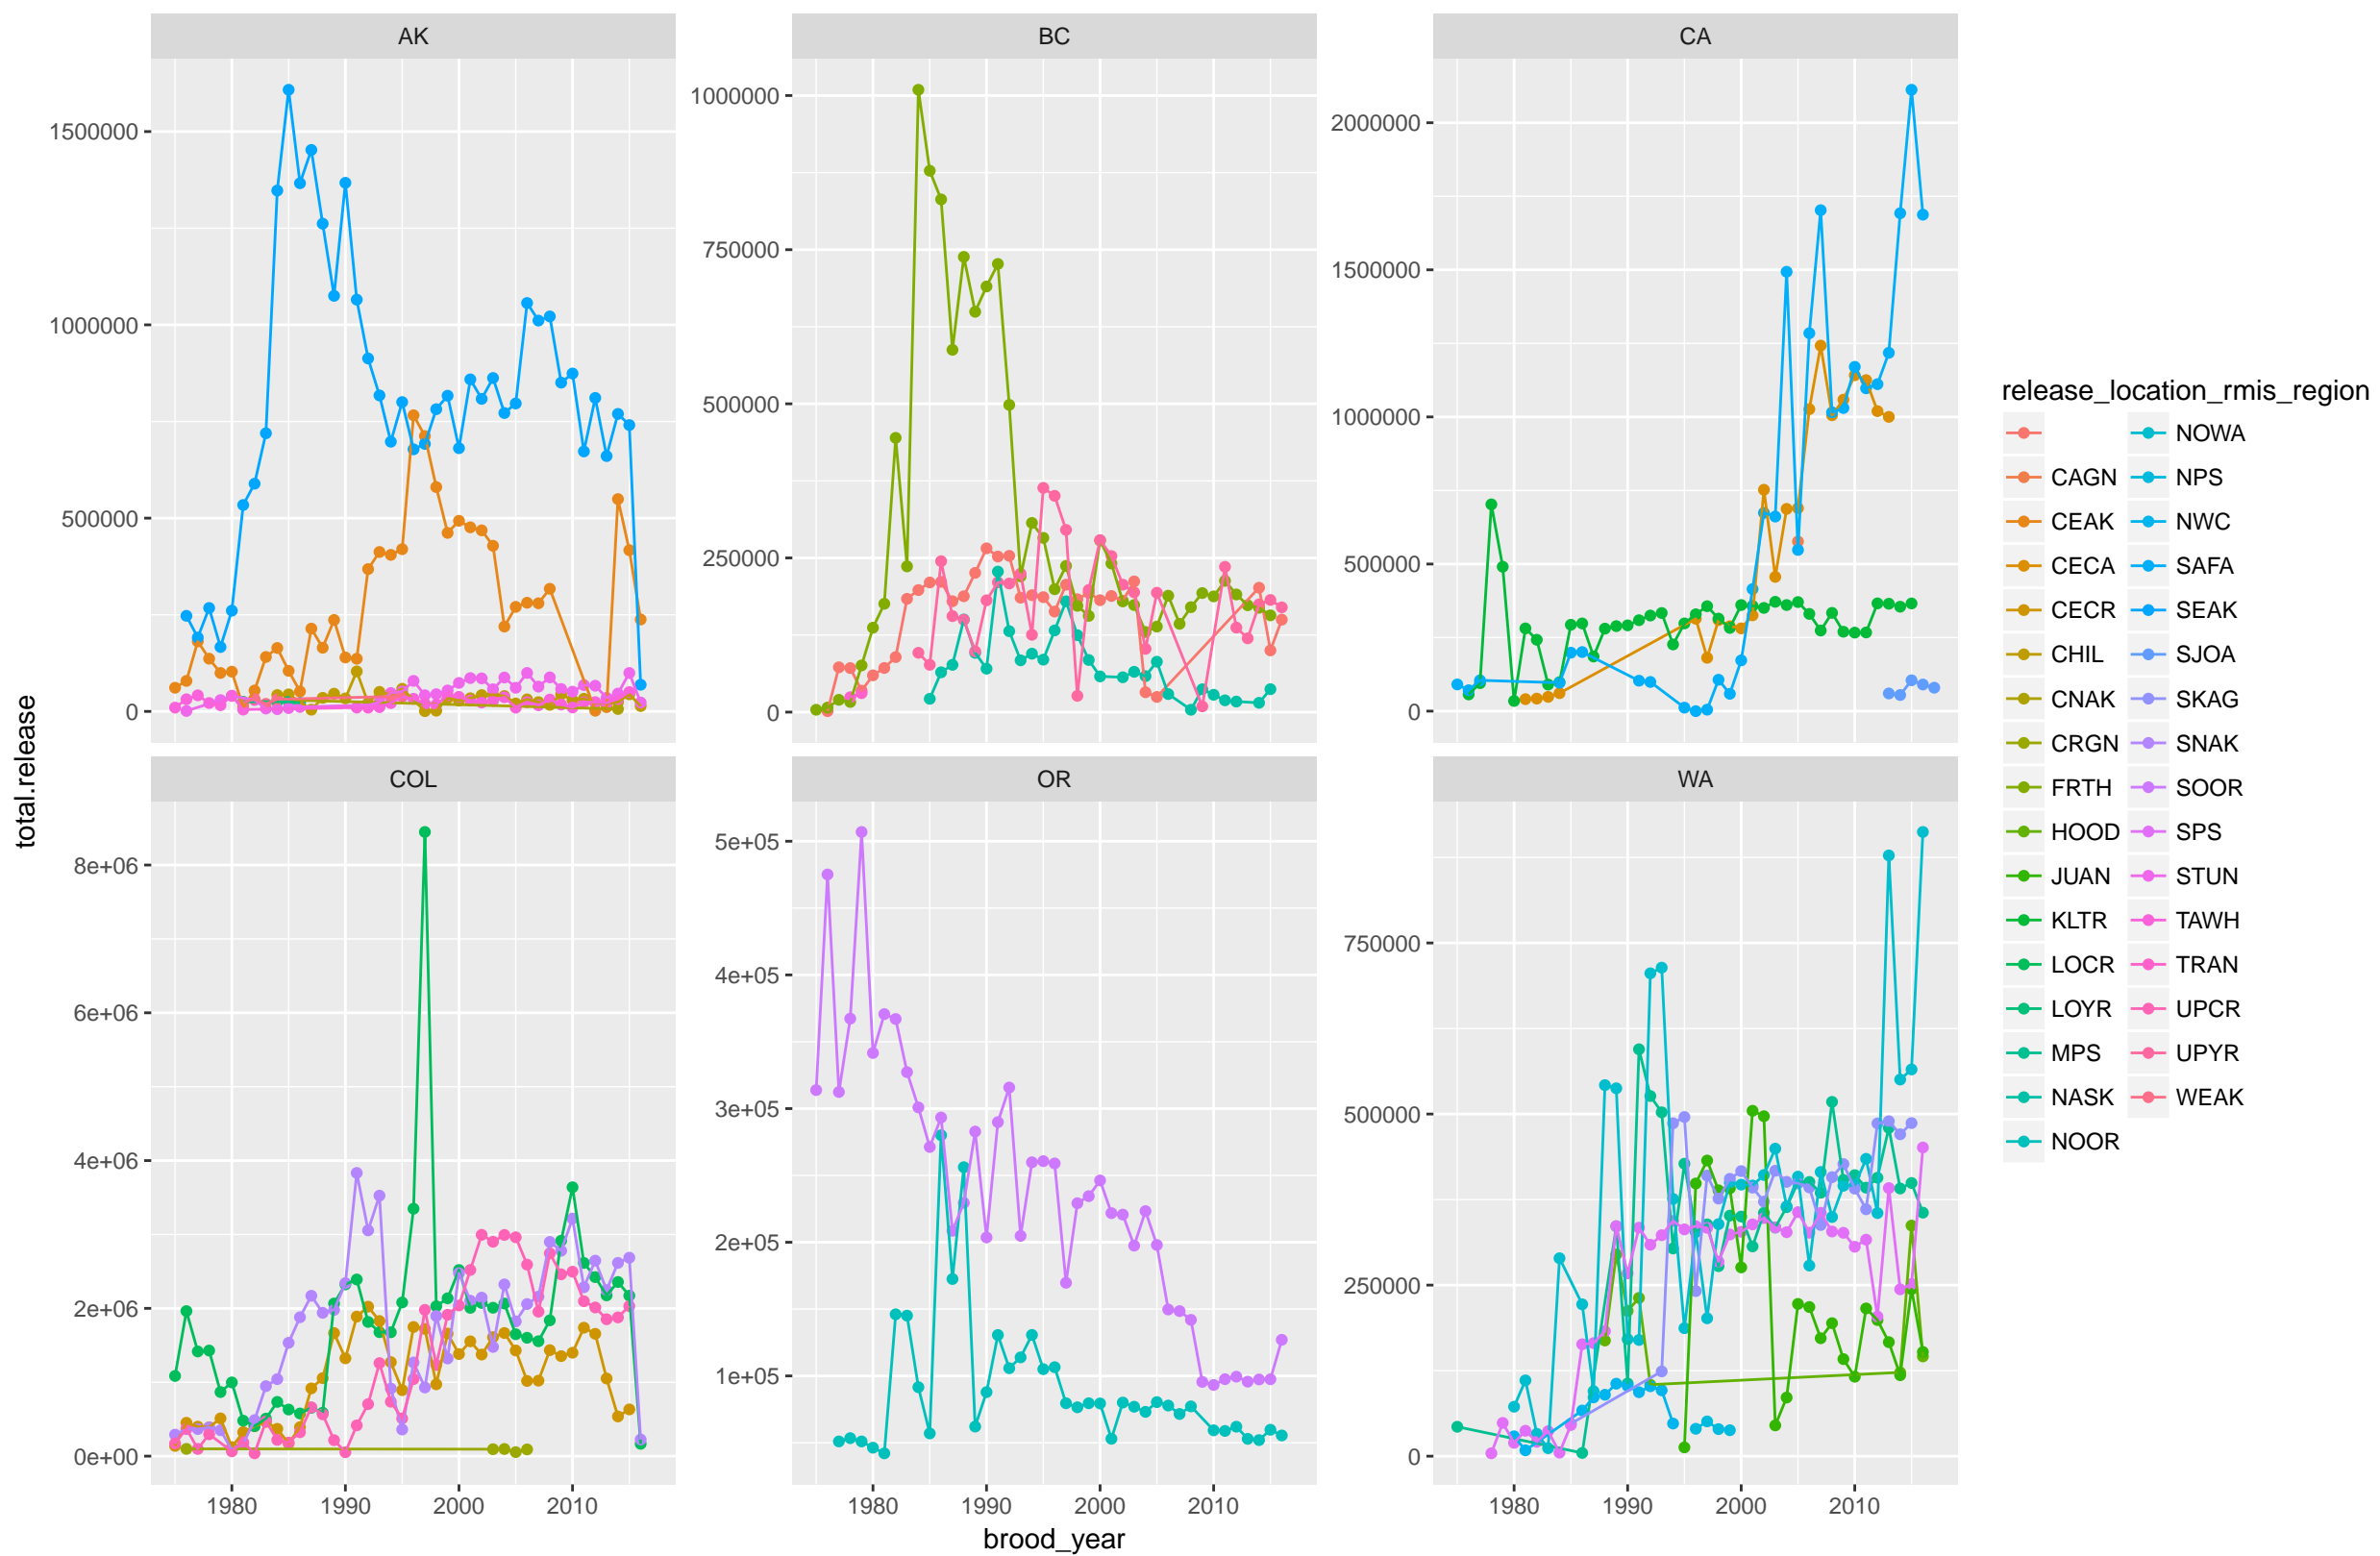 AK
BC
CA
1500000
1000000
500000
0
1000000
750000
500000
250000
0
2000000
1500000
1000000
500000
0
total.release
COL
OR
WA
8e+06
6e+06
4e+06
2e+06
0e+00
5e+05
4e+05
3e+05
2e+05
1e+05
750000
500000
250000
0
1980 1990 2000 2010
1980 1990 2000 2010
1980 1990 2000 2010
brood_year
release_location_rmis_region
CAGN
CEAK
CECA
CECR
CHIL
CNAK
CRGN
FRTH
HOOD
JUAN
KLTR
LOCR
LOYR
MPS
NASK
NOOR
NOWA
NPS
NWC
SAFA
SEAK
SJOA
SKAG
SNAK
SOOR
SPS
STUN
TAWH
TRAN
UPCR
UPYR
WEAK